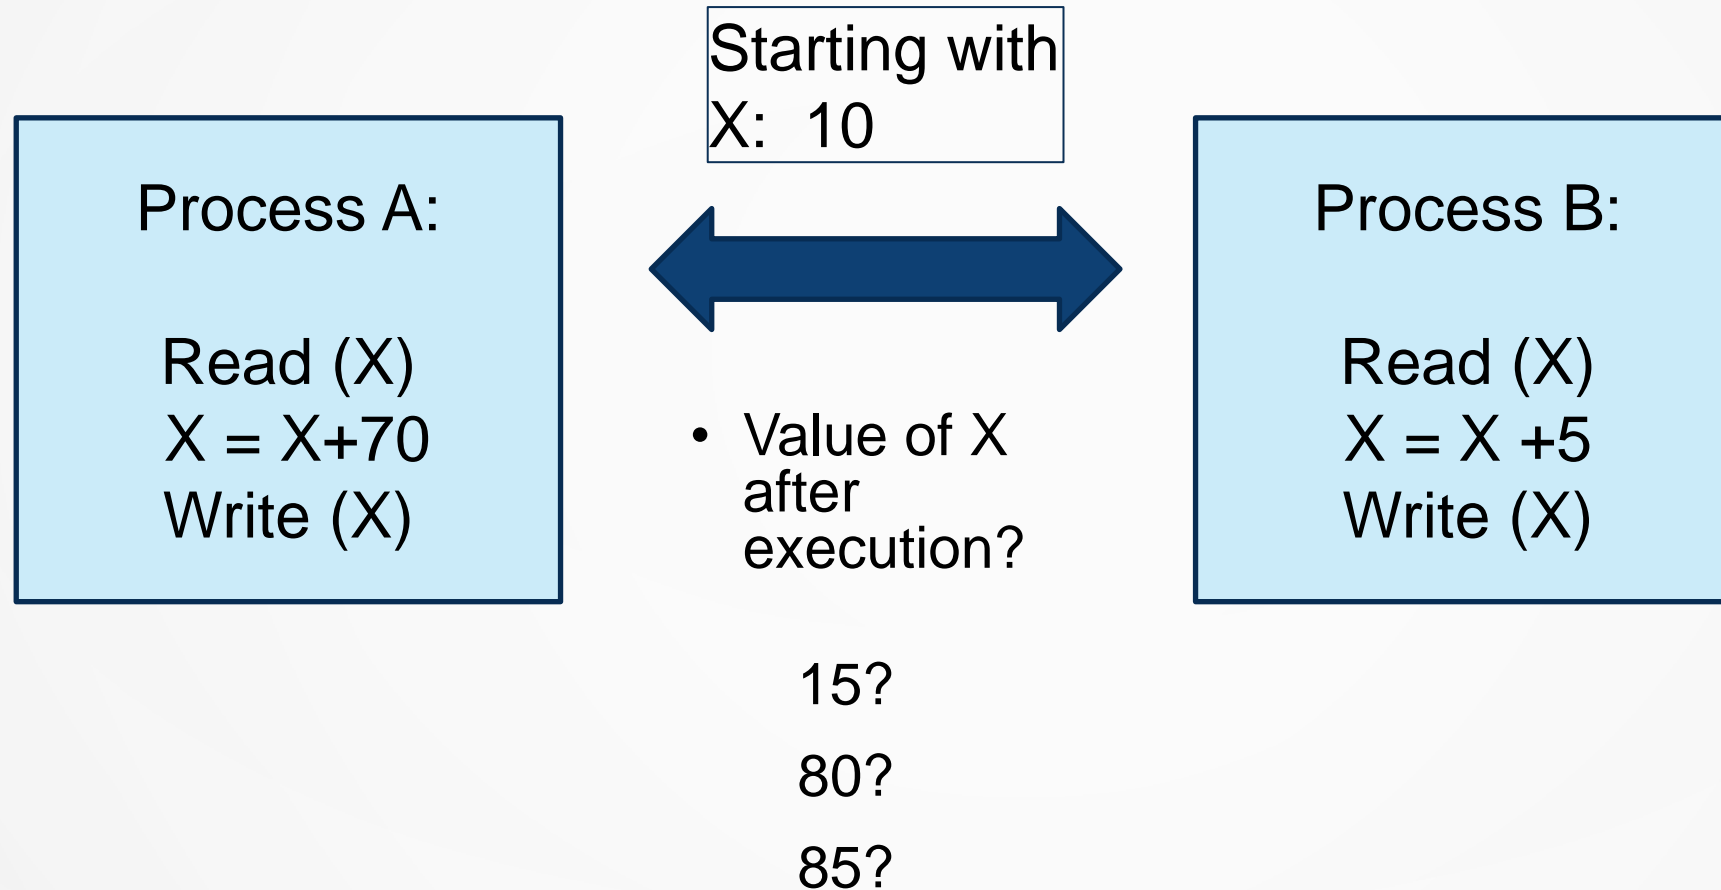 Starting with
X: 10
Process A:
Read (X)
X = X+70
Write (X)
• Value of X
after
execution?
15?
80?
85?
Process B:
Read (X)
X = X +5
Write (X)